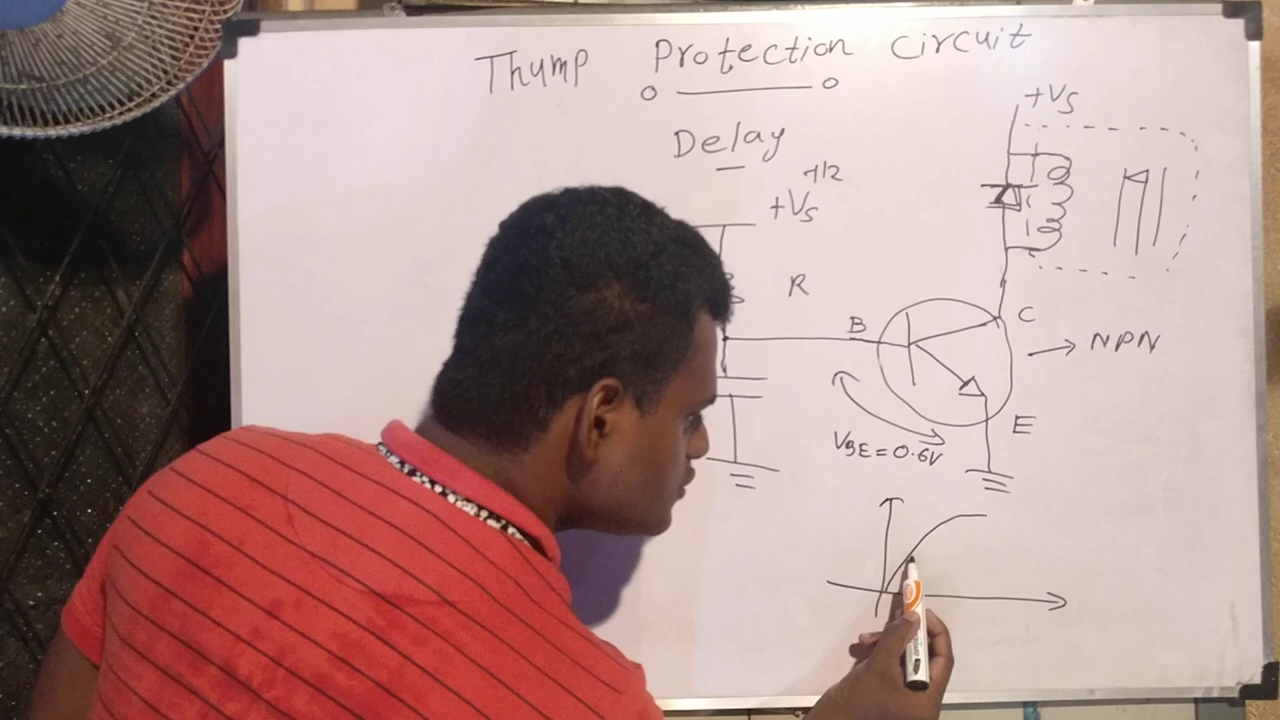 Thump Protection Circuit
Delay
+Vs +12
R
+Vs
B
C
NPN
E
VBE = 0.6V